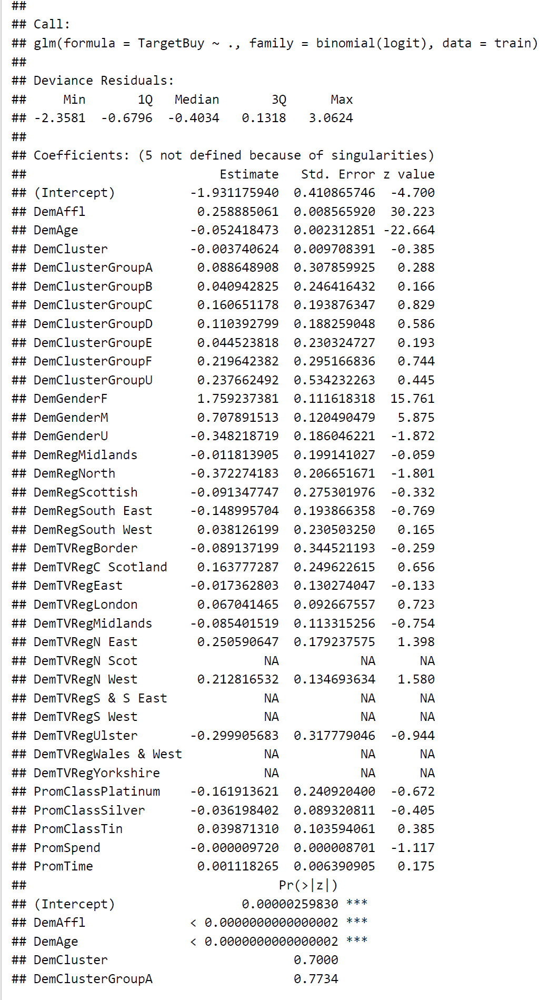 ##
## Call:
## glm(formula = TargetBuy ~ ., family = binomial(logit), data = train)
##
## Deviance Residuals:
##     Min       1Q   Median       3Q      Max
## -2.3581  -0.6796  -0.4034   0.1318   3.0624
##
## Coefficients: (5 not defined because of singularities)
##                          Estimate   Std. Error z value
## (Intercept)          -1.931175940  0.410865746  -4.700
## DemAffl               0.258885061  0.008565920  30.223
## DemAge               -0.052418473  0.002312851 -22.664
## DemCluster           -0.003740624  0.009708391  -0.385
## DemClusterGroupA      0.088648908  0.307859925   0.288
## DemClusterGroupB      0.040942825  0.246416432   0.166
## DemClusterGroupC      0.160651178  0.193876347   0.829
## DemClusterGroupD      0.110392799  0.188259048   0.586
## DemClusterGroupE      0.044523818  0.230324727   0.193
## DemClusterGroupF      0.219642382  0.295166836   0.744
## DemClusterGroupU      0.237662492  0.534232263   0.445
## DemGenderF            1.759237381  0.111618318  15.761
## DemGenderM            0.707891513  0.120490479   5.875
## DemGenderU           -0.348218719  0.186046221  -1.872
## DemRegMidlands       -0.011813905  0.199141027  -0.059
## DemRegNorth          -0.372274183  0.206651671  -1.801
## DemRegScottish       -0.091347747  0.275301976  -0.332
## DemRegSouth East     -0.148995704  0.193866358  -0.769
## DemRegSouth West      0.038126199  0.230503250   0.165
## DemTVRegBorder       -0.089137199  0.344521193  -0.259
## DemTVRegC Scotland    0.163777287  0.249622615   0.656
## DemTVRegEast         -0.017362803  0.130274047  -0.133
## DemTVRegLondon        0.067041465  0.092667557   0.723
## DemTVRegMidlands     -0.085401519  0.113315256  -0.754
## DemTVRegN East        0.250590647  0.179237575   1.398
## DemTVRegN Scot                 NA           NA      NA
## DemTVRegN West        0.212816532  0.134693634   1.580
## DemTVRegS & S East             NA           NA      NA
## DemTVRegS West                 NA           NA      NA
## DemTVRegUlster       -0.299905683  0.317779046  -0.944
## DemTVRegWales & West           NA           NA      NA
## DemTVRegYorkshire              NA           NA      NA
## PromClassPlatinum    -0.161913621  0.240920400  -0.672
## PromClassSilver      -0.036198402  0.089320811  -0.405
## PromClassTin          0.039871310  0.103594061   0.385
## PromSpend            -0.000009720  0.000008701  -1.117
## PromTime              0.001118265  0.006390905   0.175
##                                  Pr(>|z|)
## (Intercept)                 0.00000259830 ***
## DemAffl              < 0.0000000000000002 ***
## DemAge               < 0.0000000000000002 ***
## DemCluster                         0.7000
## DemClusterGroupA                   0.7734